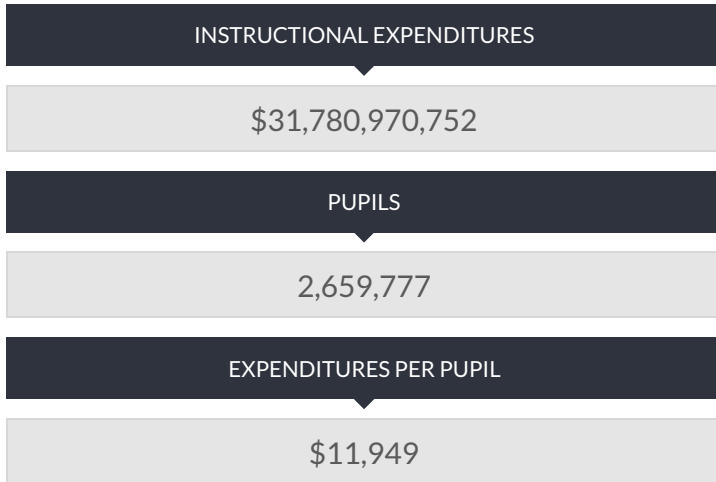 INSTRUCTIONAL EXPENDITURES
$31,780,970,752
PUPILS
2,659,777
EXPENDITURES PER PUPIL
$11,949